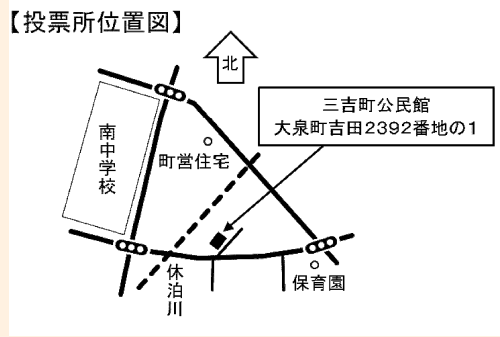 【投票所位置図】
北
三吉町公民館
大泉町吉田2392番地の1
南中学校
町営住宅
休泊川
保育園